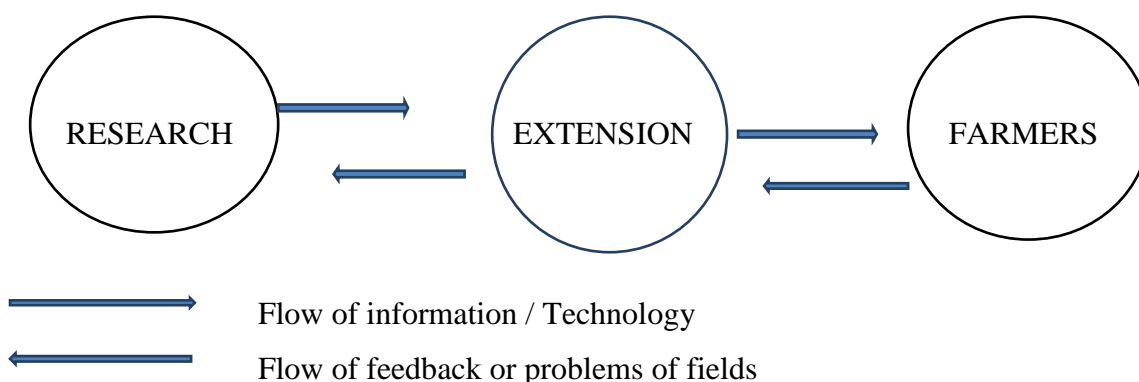 RESEARCH EXTENSION FARMERS
Flow of information / Technology
Flow of feedback or problems of fields